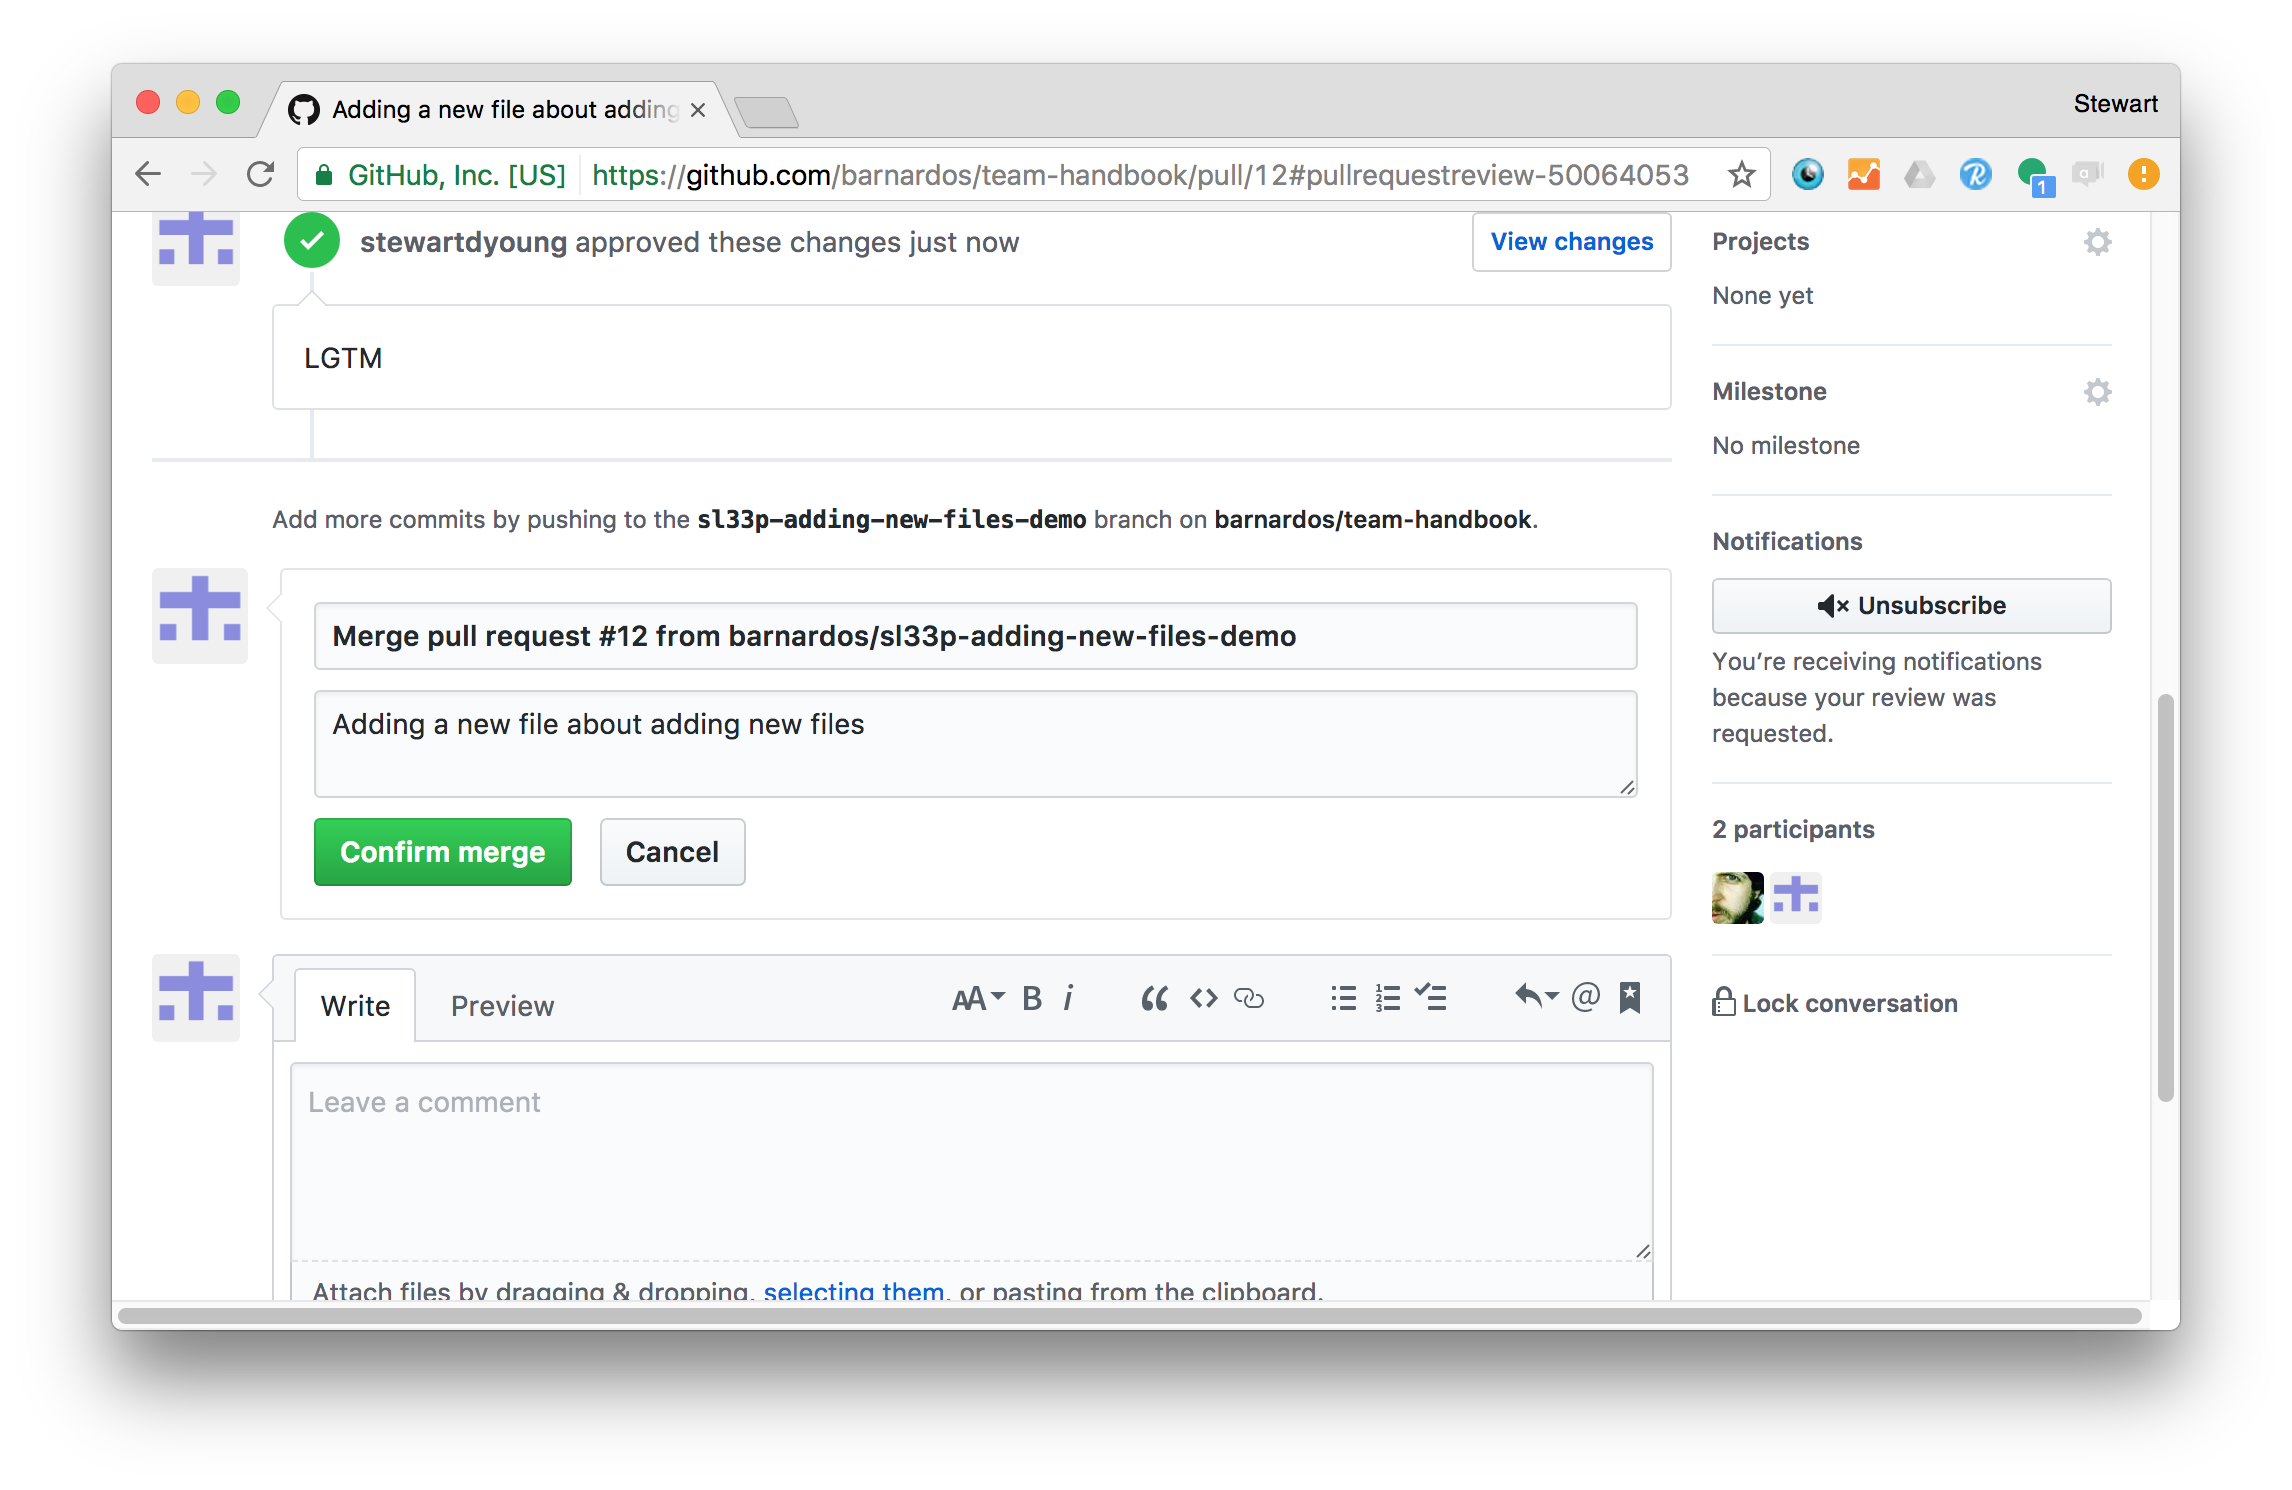 Adding a new file about adding
Stewart
GitHub, Inc. [US] https://github.com/barnardos/team-handbook/pull/12#pullrequestreview-50064053
1
stewartdyoung approved these changes just now
View changes
LGTM
Add more commits by pushing to the sl33p-adding-new-files-demo branch on barnardos/team-handbook.
Merge pull request #12 from barnardos/sl33p-adding-new-files-demo
Adding a new file about adding new files
Confirm merge
Cancel
Write
Preview
Leave a comment
Attach files by dragging & dropping, selecting them, or pasting from the clipboard.
Projects
None yet
Milestone
No milestone
Notifications
Unsubscribe
You’re receiving notifications
because your review was
requested.
2 participants
Lock conversation